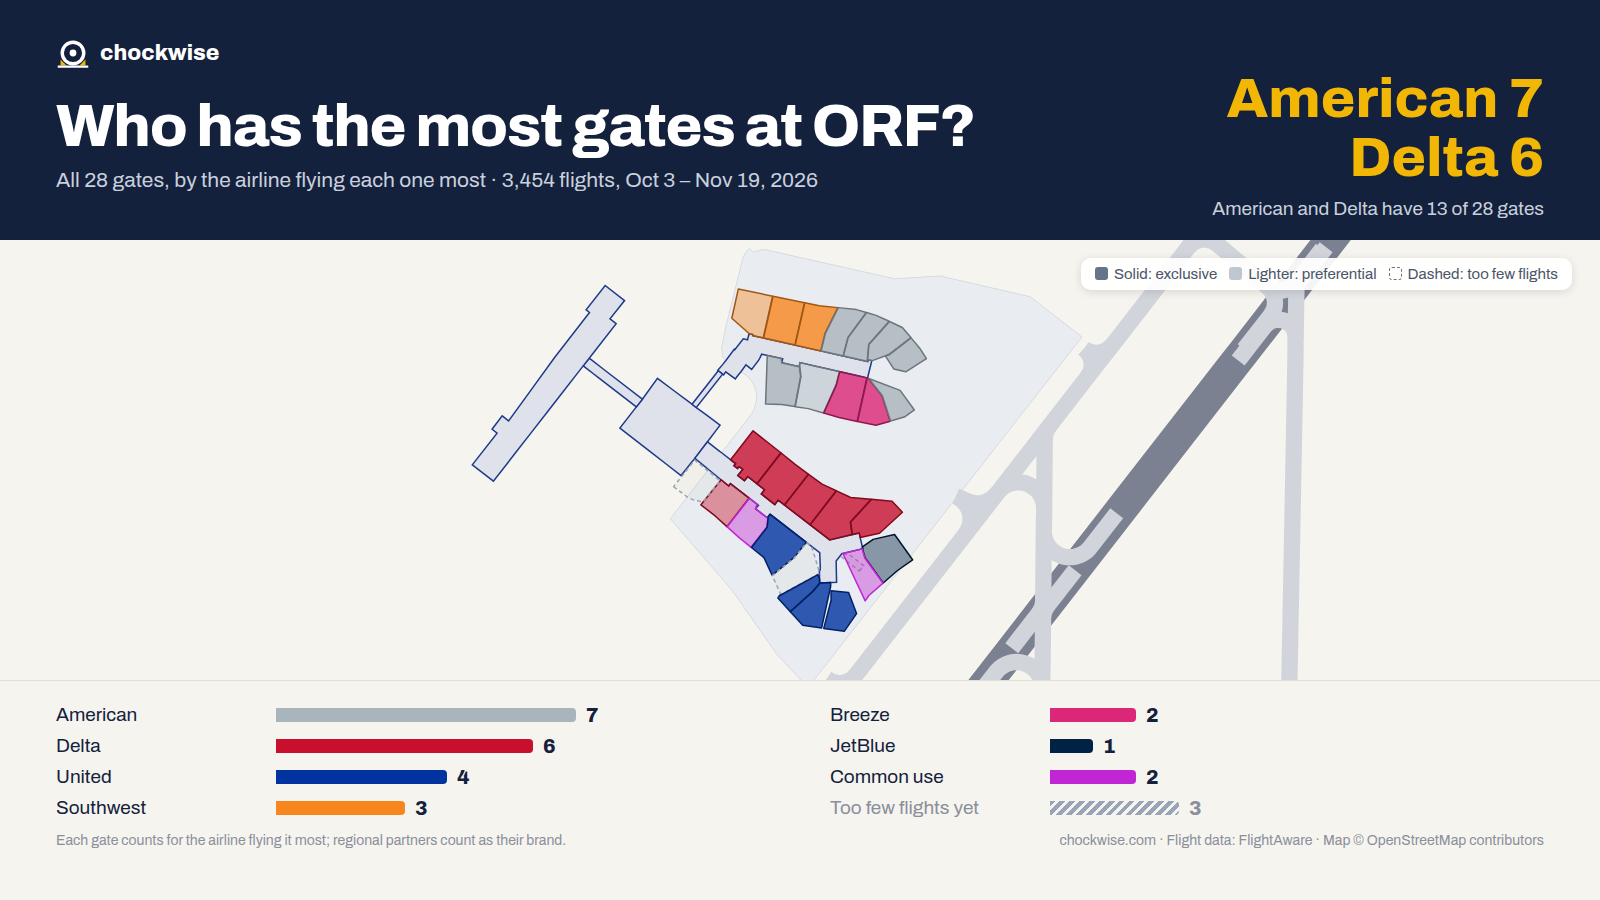 chockwise
Who has the most gates at ORF?
All 28 gates, by the airline flying each one most · 3,454 flights, Oct 3 – Nov 19, 2026
American 7
Delta 6
American and Delta have 13 of 28 gates
Solid: exclusive
Lighter: preferential
Dashed: too few flights
American 7
Delta 6
United 4
Southwest 3
Breeze 2
JetBlue 1
Common use 2
Too few flights yet 3
Each gate counts for the airline flying it most; regional partners count as their brand.
chockwise.com · Flight data: FlightAware · Map © OpenStreetMap contributors